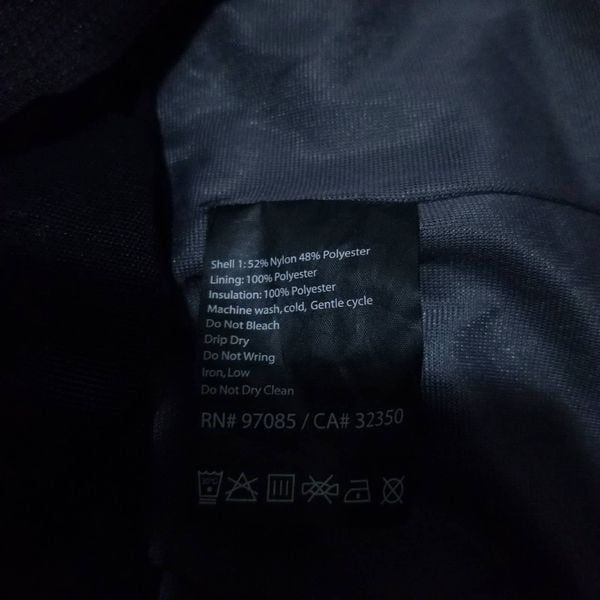 Shell 1: 52% Nylon 48% Polyester
Lining: 100% Polyester
Insulation: 100% Polyester
Machine wash, cold, Gentle cycle
Do Not Bleach
Drip Dry
Do Not Wring
Iron, Low
Do Not Dry Clean
RN# 97085 / CA# 32350